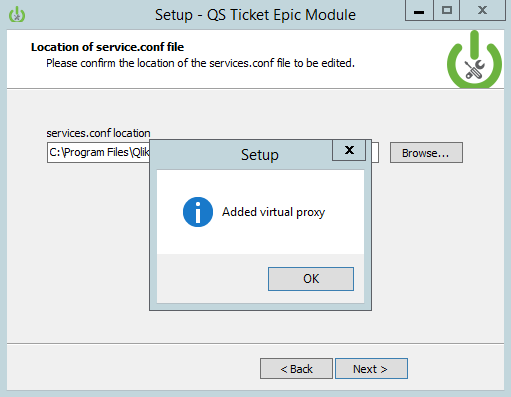 Setup - QS Ticket Epic Module
Location of service.conf file
Please confirm the location of the services.conf file to be edited.
services.conf location
C:\Program Files\Qlik
Browse...
Setup
Added virtual proxy
OK
< Back
Next >